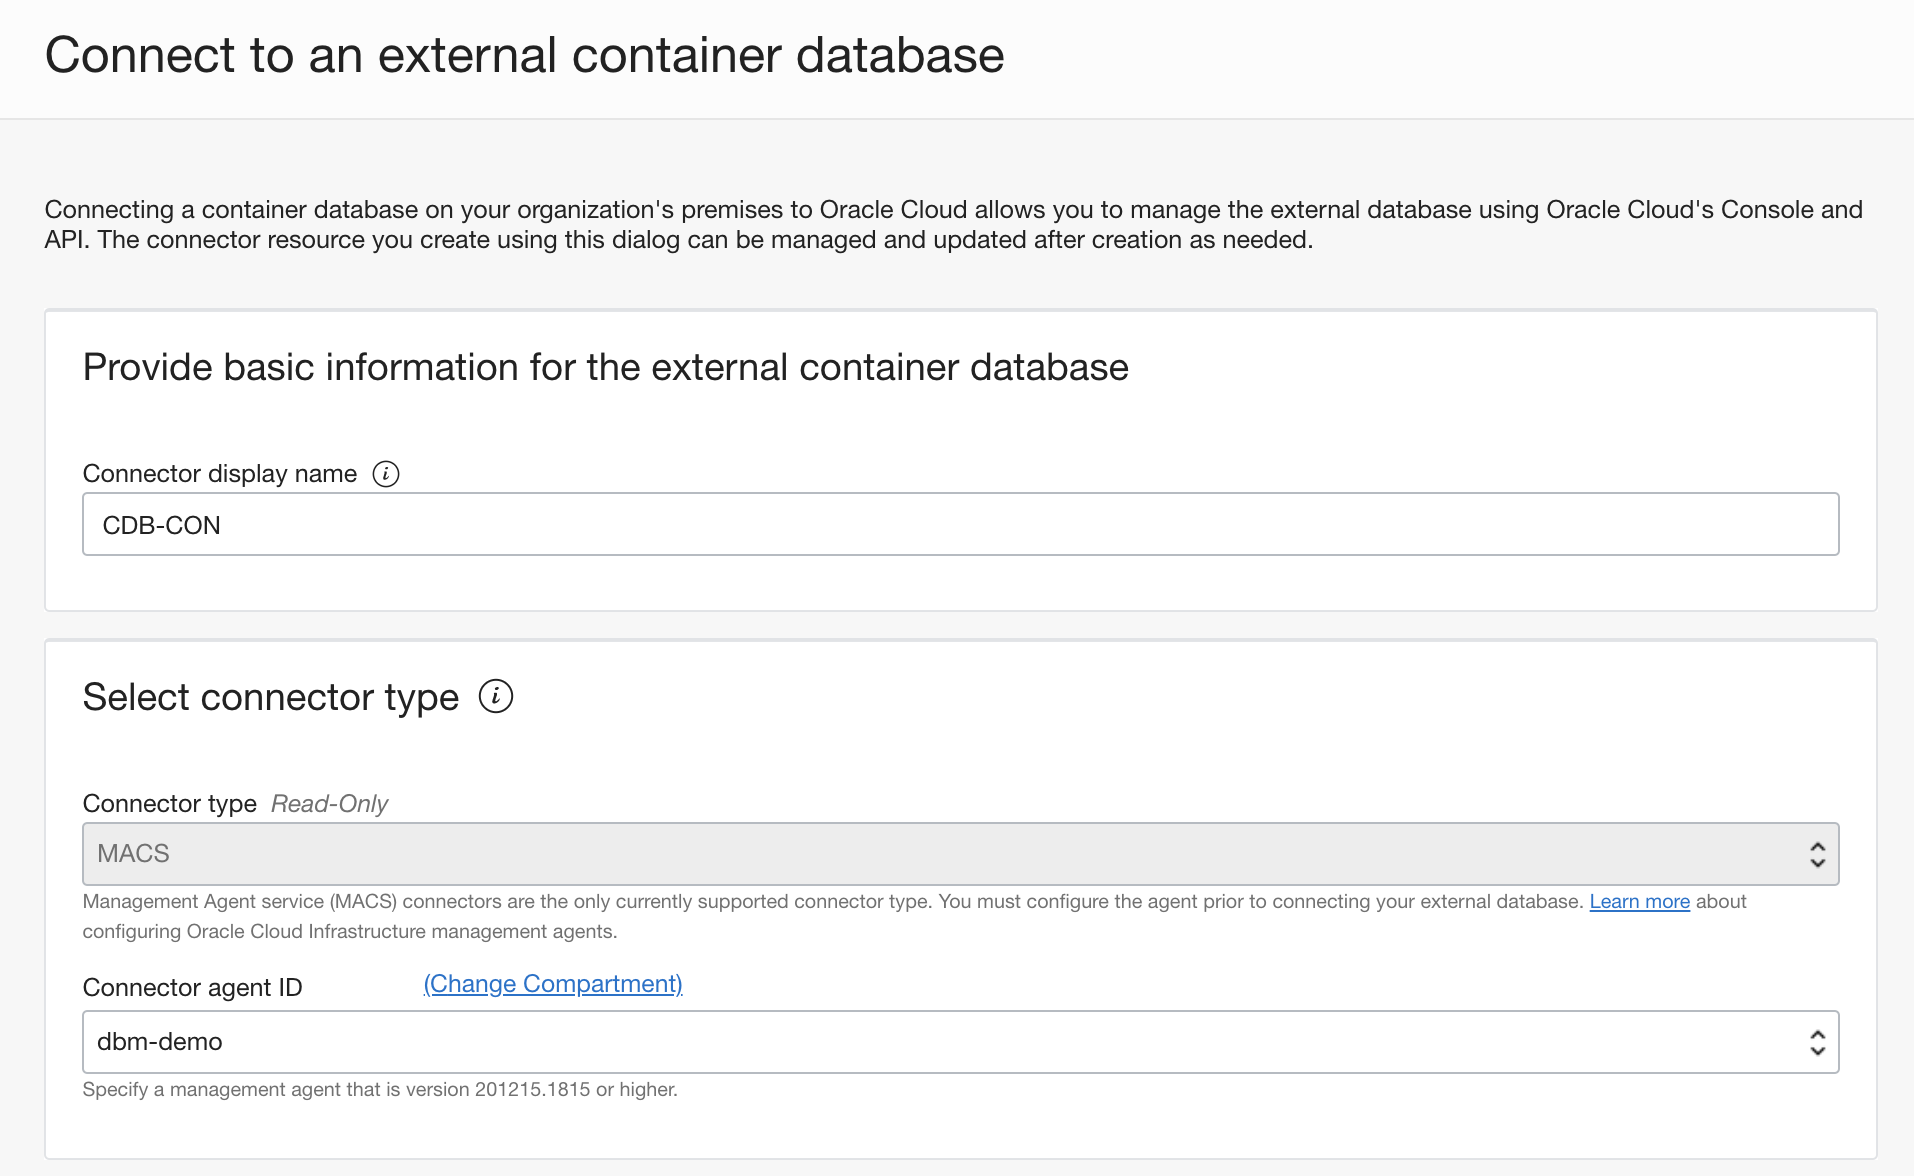 Connect to an external container database
Connecting a container database on your organization's premises to Oracle Cloud allows you to manage the external database using Oracle Cloud's Console and
API. The connector resource you create using this dialog can be managed and updated after creation as needed.
Provide basic information for the external container database
Connector display name i
CDB-CON
Select connector type i
Connector type Read-Only
MACS
Management Agent service (MACS) connectors are the only currently supported connector type. You must configure the agent prior to connecting your external database. Learn more about
configuring Oracle Cloud Infrastructure management agents.
Connector agent ID (Change Compartment)
dbm-demo
Specify a management agent that is version 201215.1815 or higher.